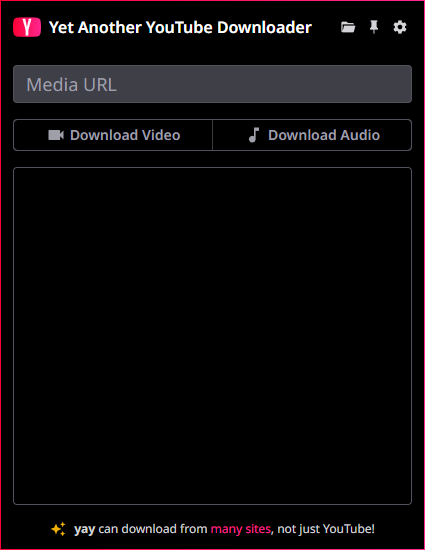 Y Yet Another YouTube Downloader
Media URL
Download Video
Download Audio
yay can download from many sites, not just YouTube!